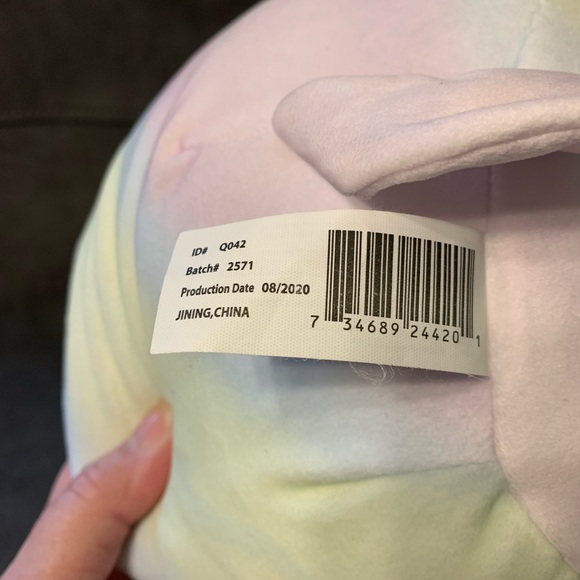 ID# Q042
Batch# 2571
Production Date 08/2020
JINING,CHINA
7 34689 24420 1